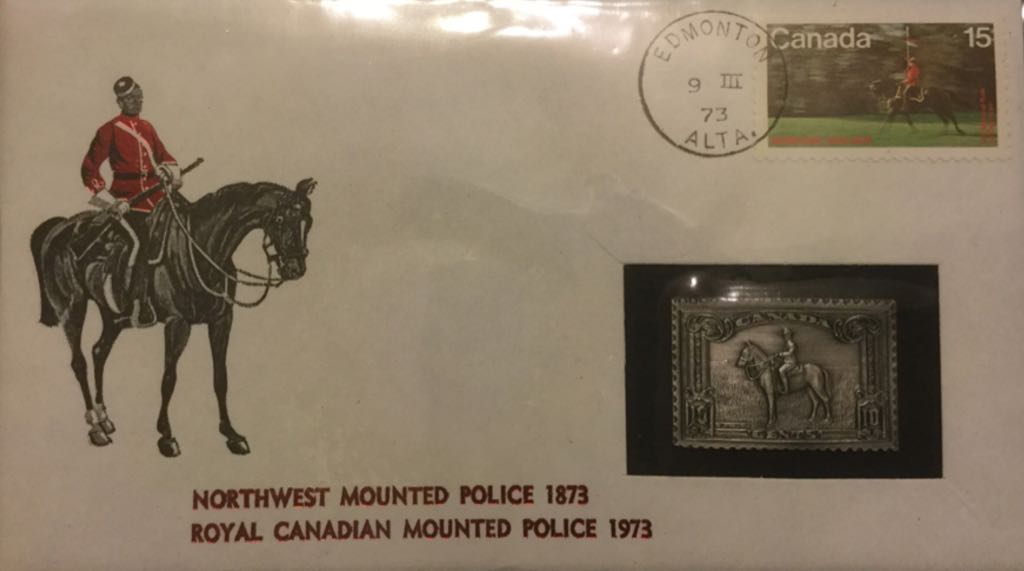 EDMONTON
9 III
73
ALTA.
Canada 15
CANADA
10
CENTS
NORTHWEST MOUNTED POLICE 1873
ROYAL CANADIAN MOUNTED POLICE 1973